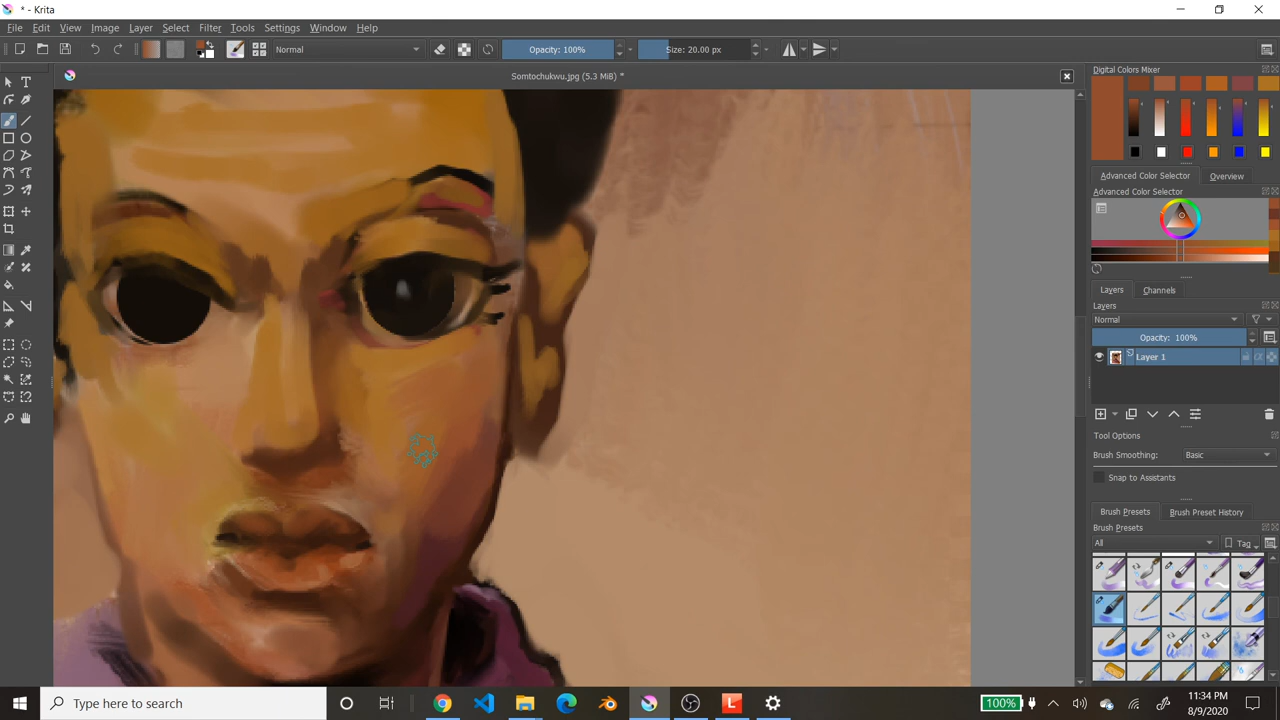 * - Krita
File Edit View Image Layer Select Filter Tools Settings Window Help
Normal Opacity: 100% Size: 20.00 px
Somtochukwu.jpg (5.3 MiB) *
Digital Colors Mixer
Advanced Color Selector Overview
Advanced Color Selector
Layers Channels
Layers
Normal
Opacity: 100%
Layer 1
Tool Options
Brush Smoothing: Basic
Snap to Assistants
Brush Presets Brush Preset History
Brush Presets
All Tag
Type here to search
100%
11:34 PM
8/9/2020